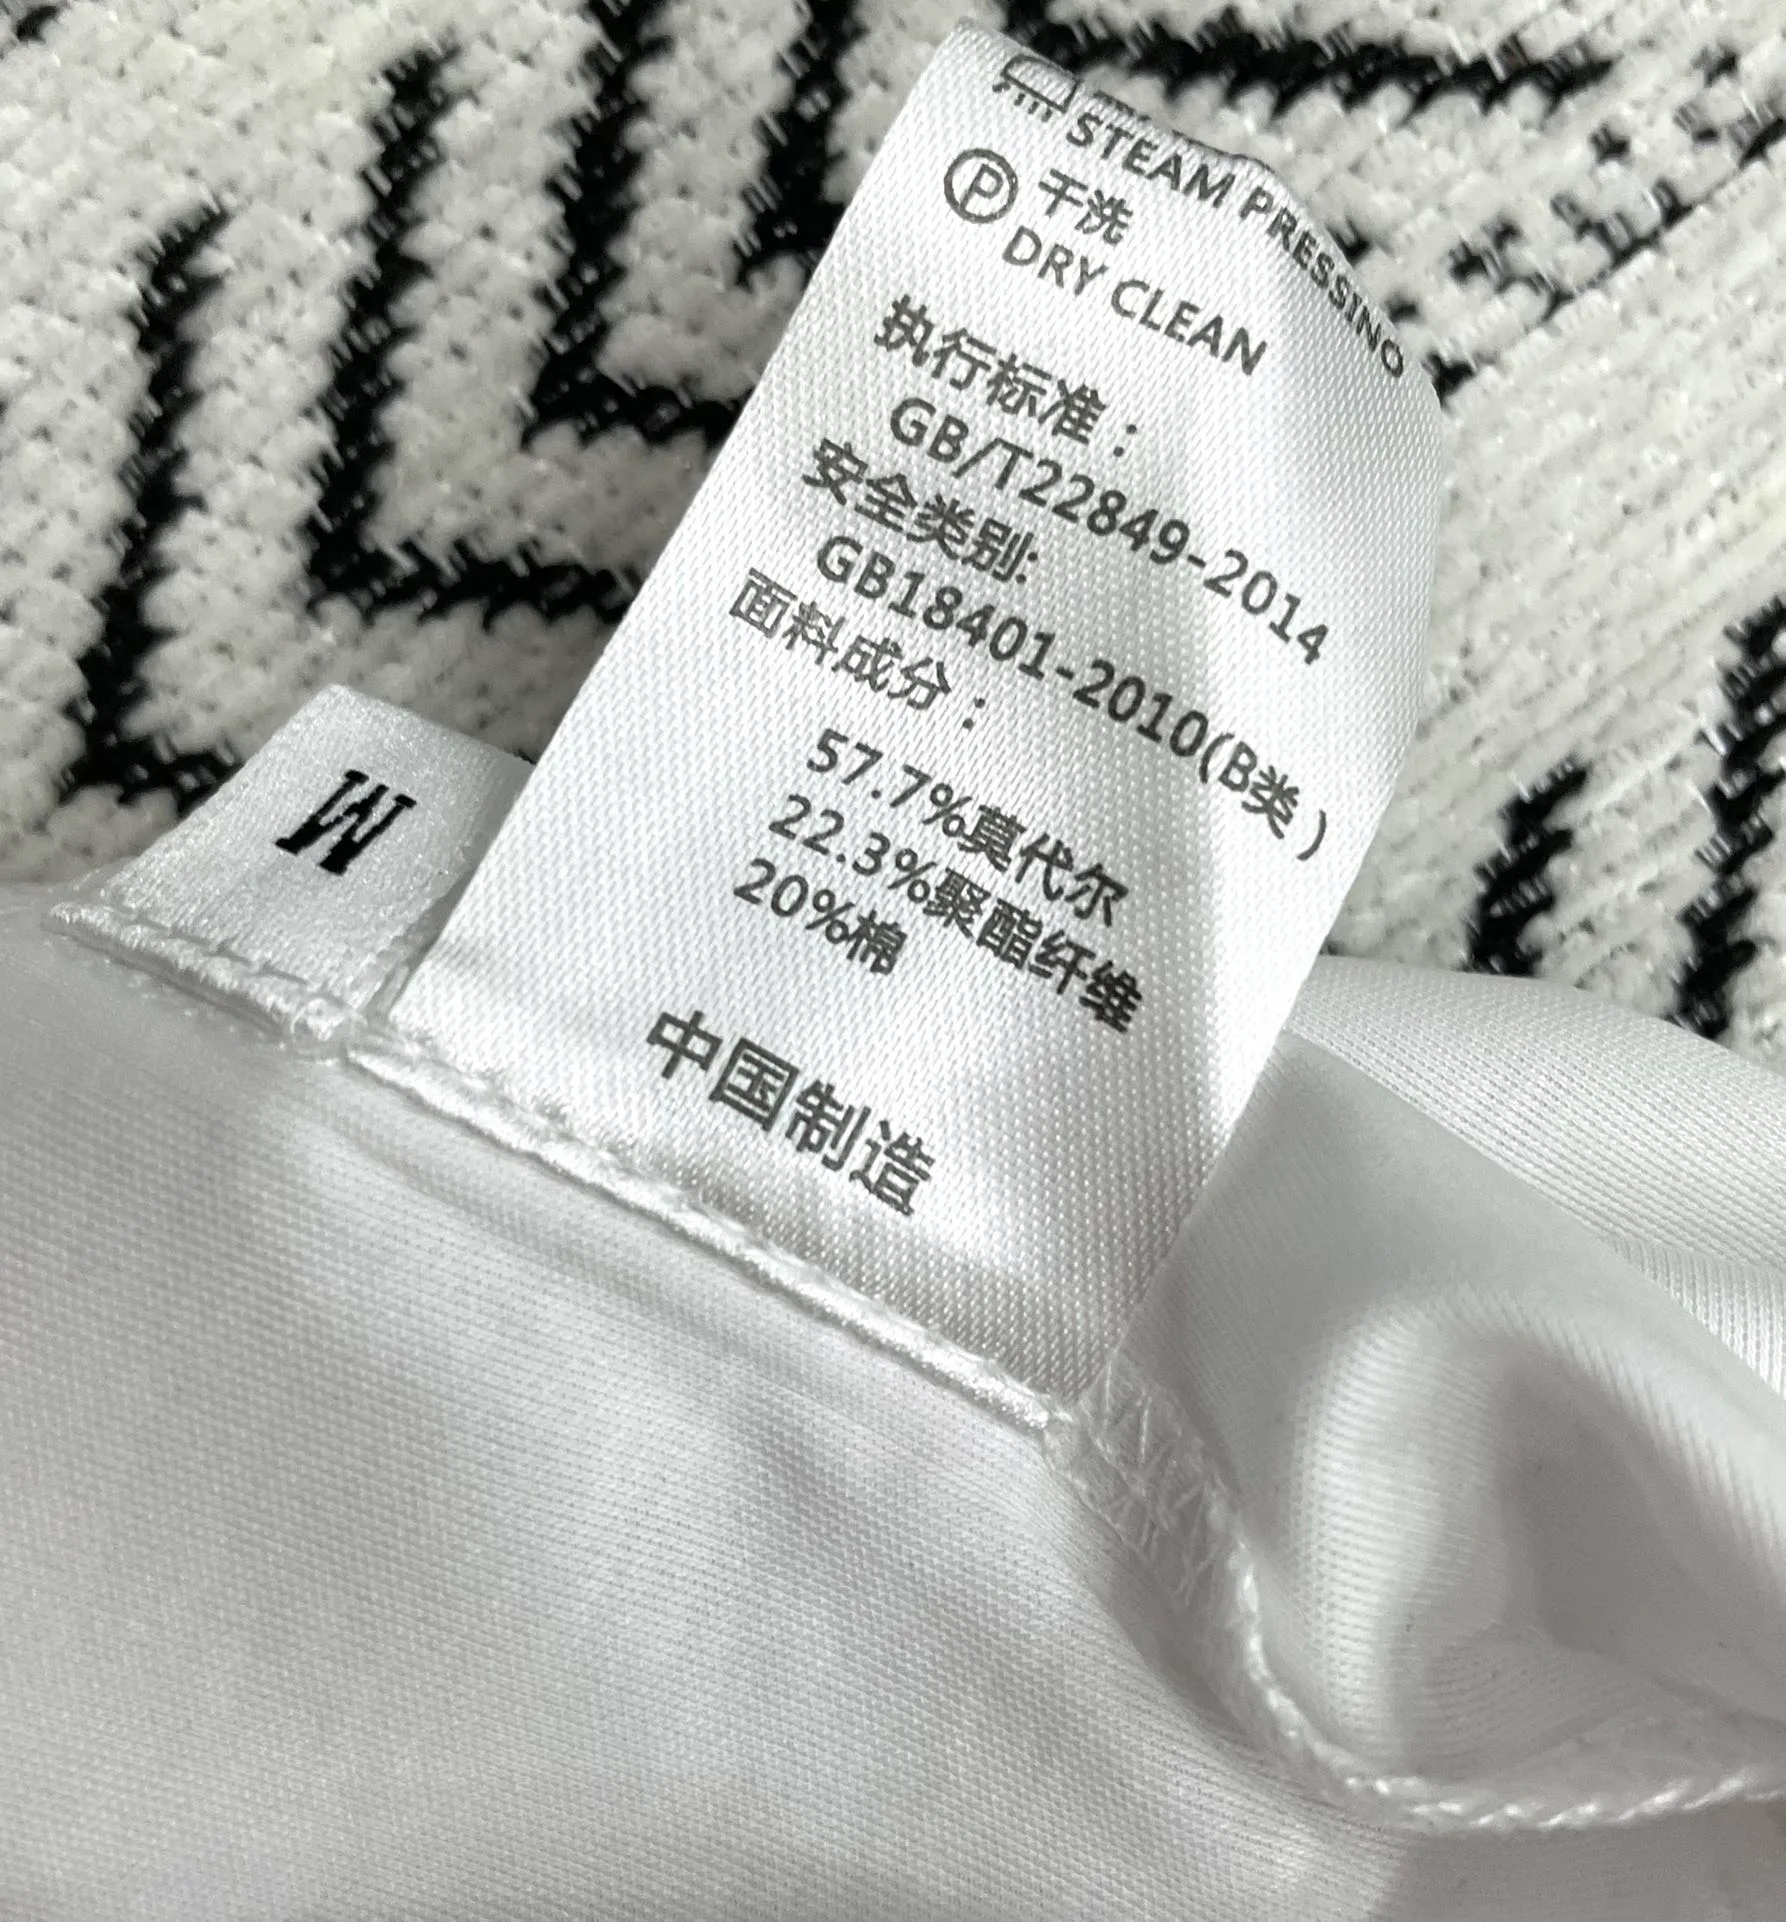 STEAM PRESSINO
P 干洗
DRY CLEAN
执行标准：
GB/T22849-2014
安全类别:
GB18401-2010(B类）
面料成分：
57.7%莫代尔
22.3%聚酯纤维
20%棉
中国制造
M